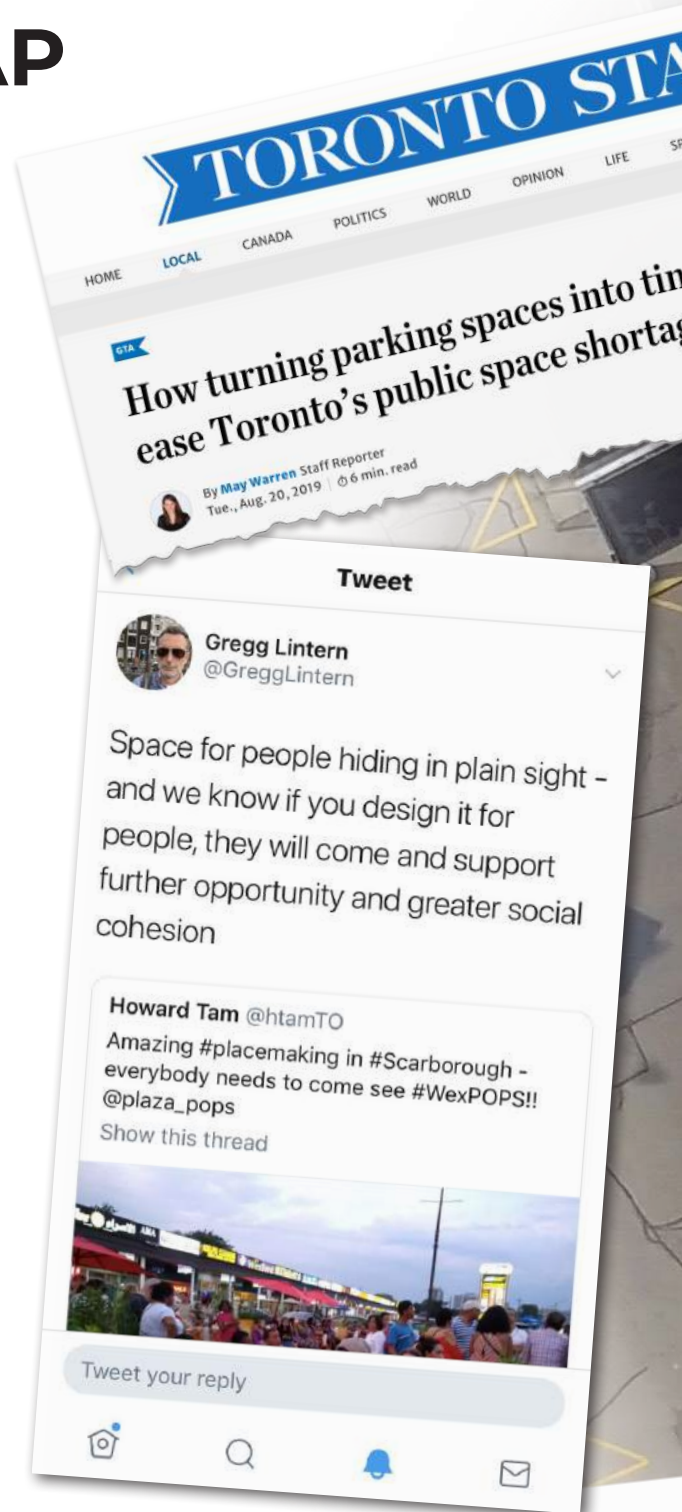 AP
TORONTO STA
HOME LOCAL CANADA POLITICS WORLD OPINION LIFE SP
GTA
How turning parking spaces into tin
ease Toronto's public space shortag
By May Warren Staff Reporter
Tue., Aug. 20, 2019 6 min. read
Tweet
Gregg Lintern
@GreggLintern
Space for people hiding in plain sight –
and we know if you design it for
people, they will come and support
further opportunity and greater social
cohesion
Howard Tam @htamTO
Amazing #placemaking in #Scarborough -
everybody needs to come see #WexPOPS!!
@plaza_pops
Show this thread
Tweet your reply